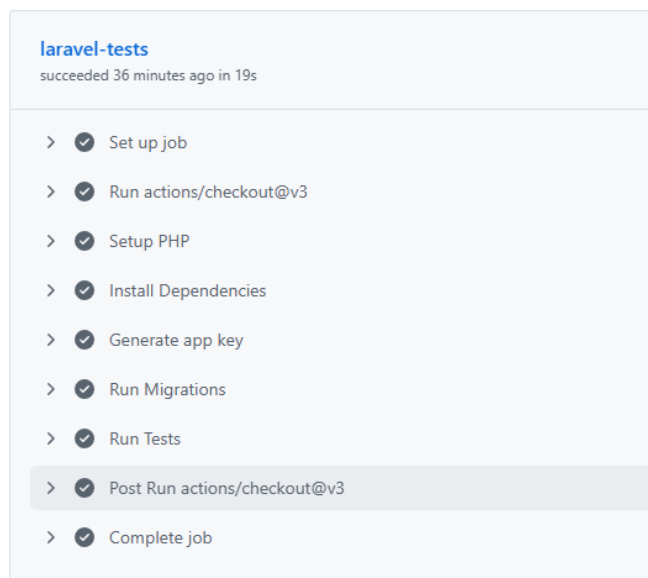 laravel-tests
succeeded 36 minutes ago in 19s
Set up job
Run actions/checkout@v3
Setup PHP
Install Dependencies
Generate app key
Run Migrations
Run Tests
Post Run actions/checkout@v3
Complete job